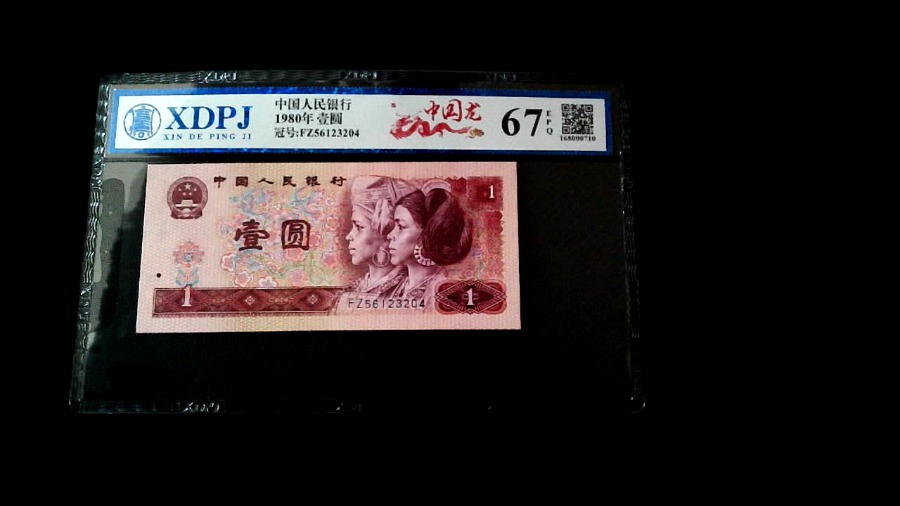 XDPJ
XIN DE PING JI
中国人民银行
1980年 壹圆
冠号:FZ56123204
中国龙
67 EPQ
168000710
中国人民银行
1
壹圆
1
FZ56123204
1
XDPJ